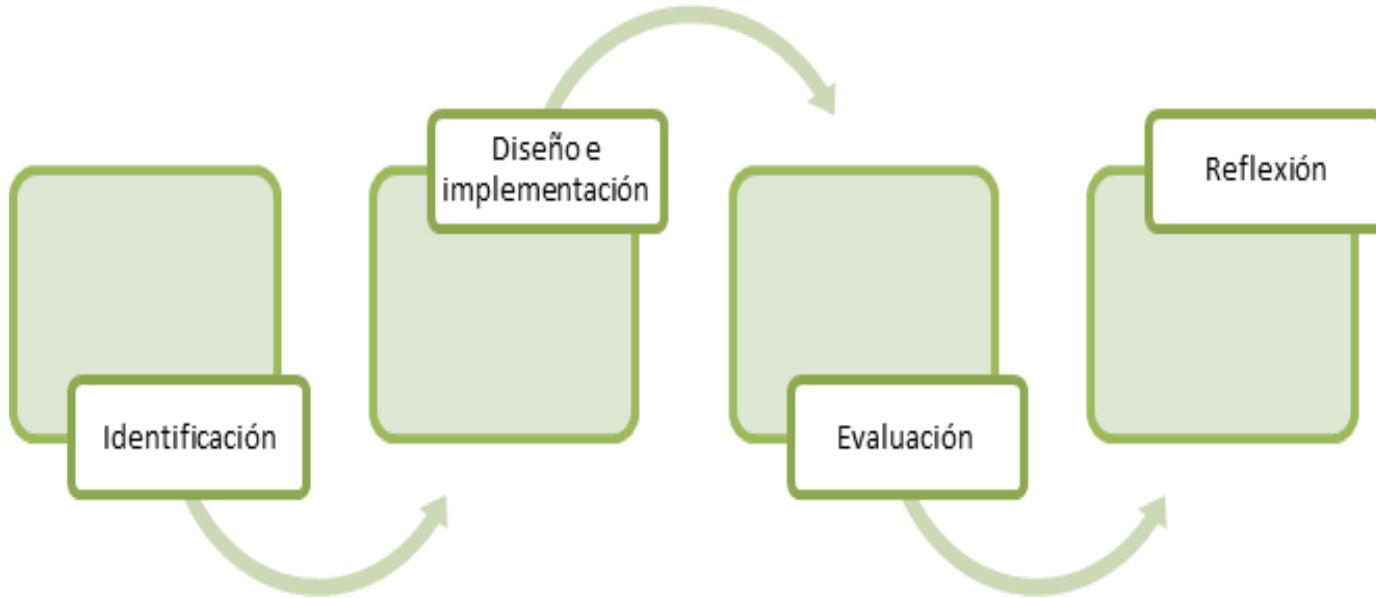 Identificación
Diseño e
implementación
Evaluación
Reflexión